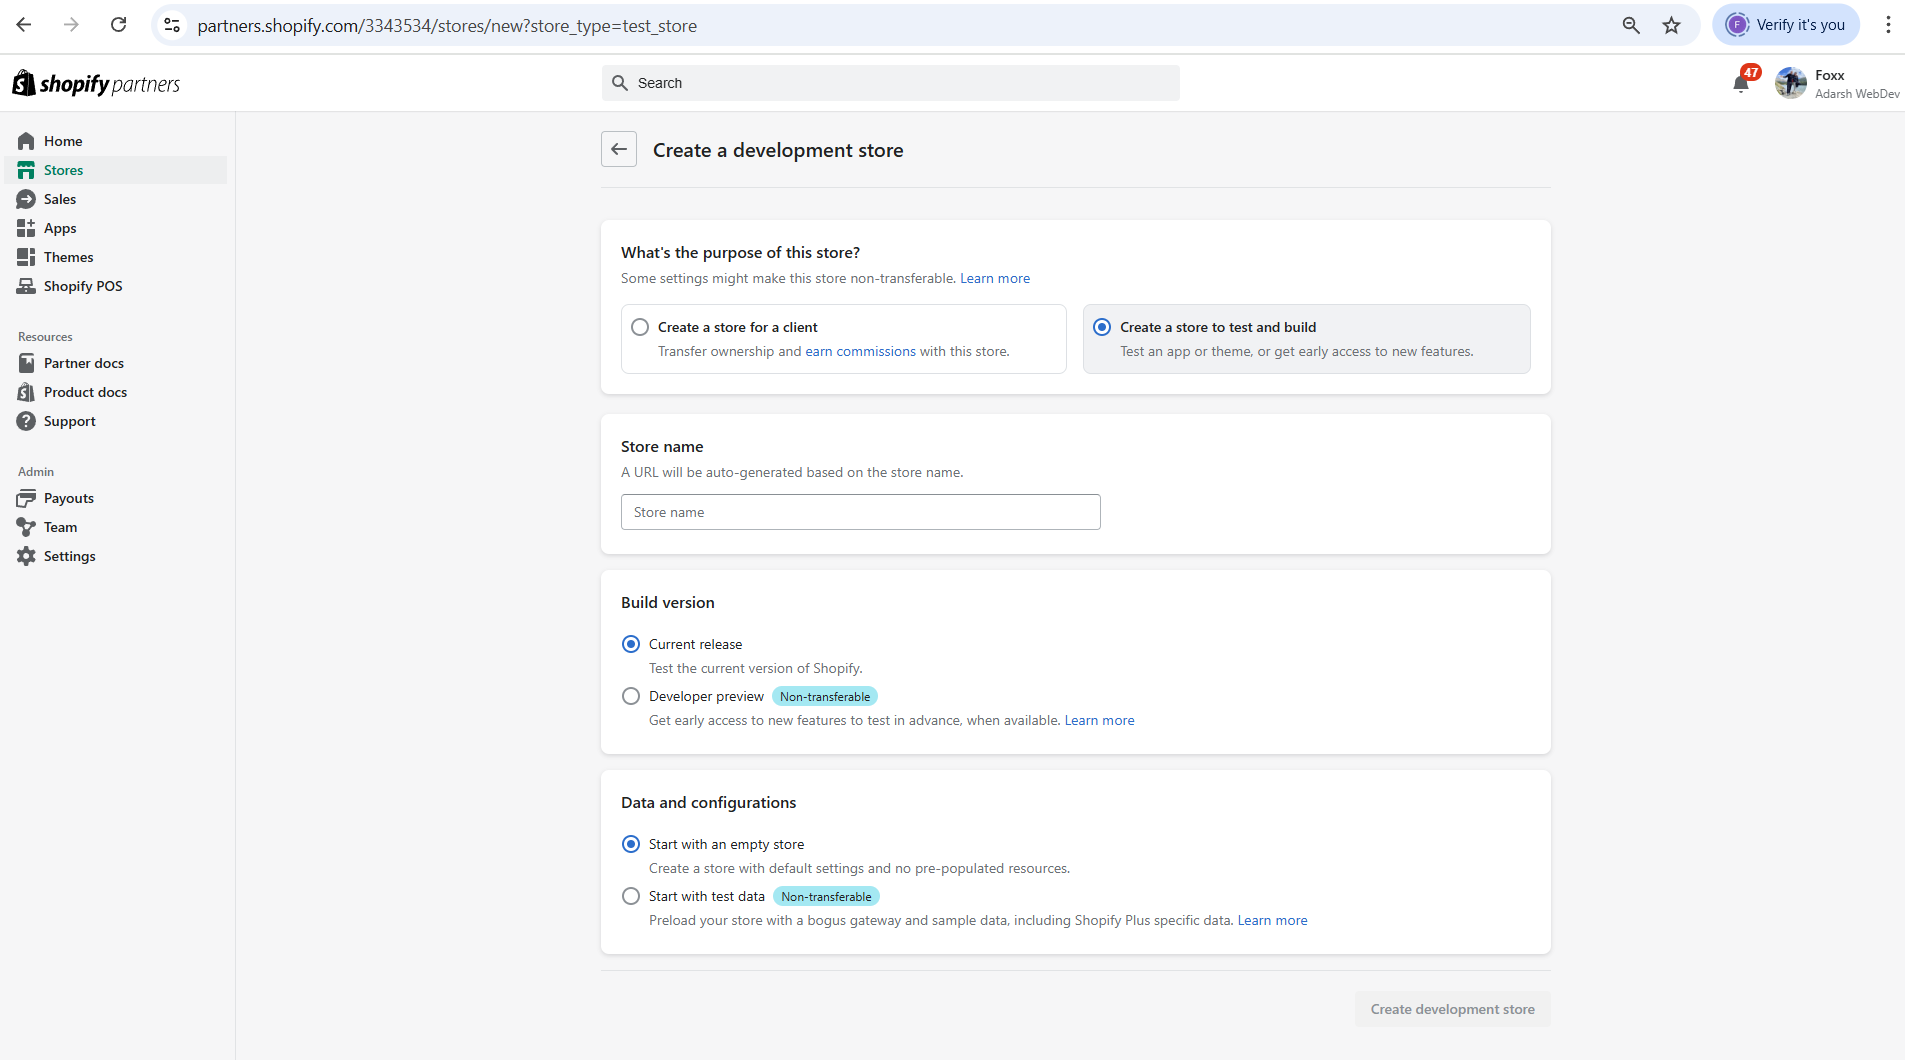 partners.shopify.com/3343534/stores/new?store_type=test_store
F
Verify it's you
shopify partners
Search
47
Foxx
Adarsh WebDev
Home
Stores
Sales
Apps
Themes
Shopify POS
Resources
Partner docs
Product docs
Support
Admin
Payouts
Team
Settings
Create a development store
What's the purpose of this store?
Some settings might make this store non-transferable. Learn more
Create a store for a client
Transfer ownership and earn commissions with this store.
Create a store to test and build
Test an app or theme, or get early access to new features.
Store name
A URL will be auto-generated based on the store name.
Store name
Build version
Current release
Test the current version of Shopify.
Developer preview Non-transferable
Get early access to new features to test in advance, when available. Learn more
Data and configurations
Start with an empty store
Create a store with default settings and no pre-populated resources.
Start with test data Non-transferable
Preload your store with a bogus gateway and sample data, including Shopify Plus specific data. Learn more
Create development store